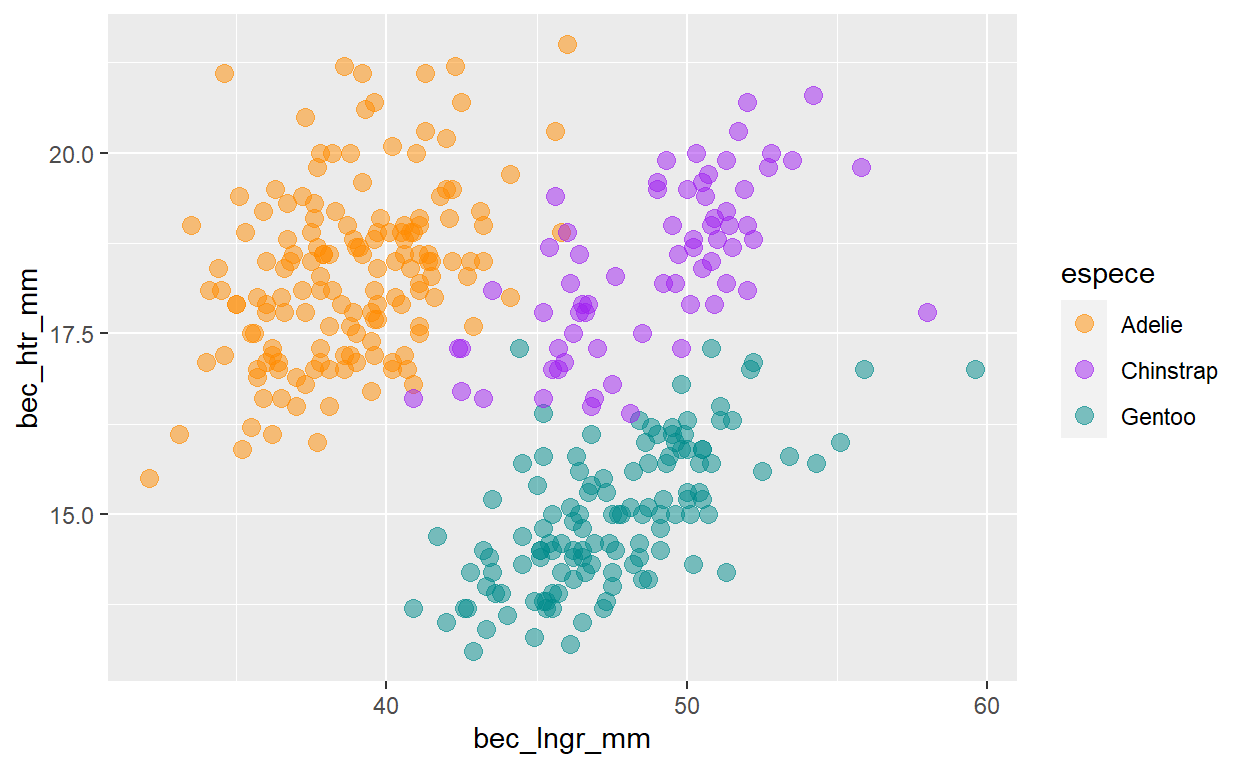 20.0
17.5
15.0
bec_htr_mm
40 50 60
bec_lngr_mm
espece
Adelie
Chinstrap
Gentoo